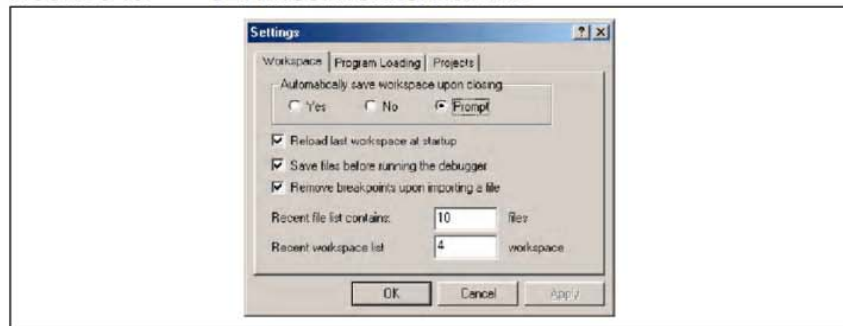 Settings
Workspace Program Loading Projects
Automatically save workspace upon closing
Yes No Prompt
Reload last workspace at startup
Save files before running the debugger
Remove breakpoints upon importing a file
Recent file list contains: 10 files
Recent workspace list 4 workspace
OK Cancel Apply